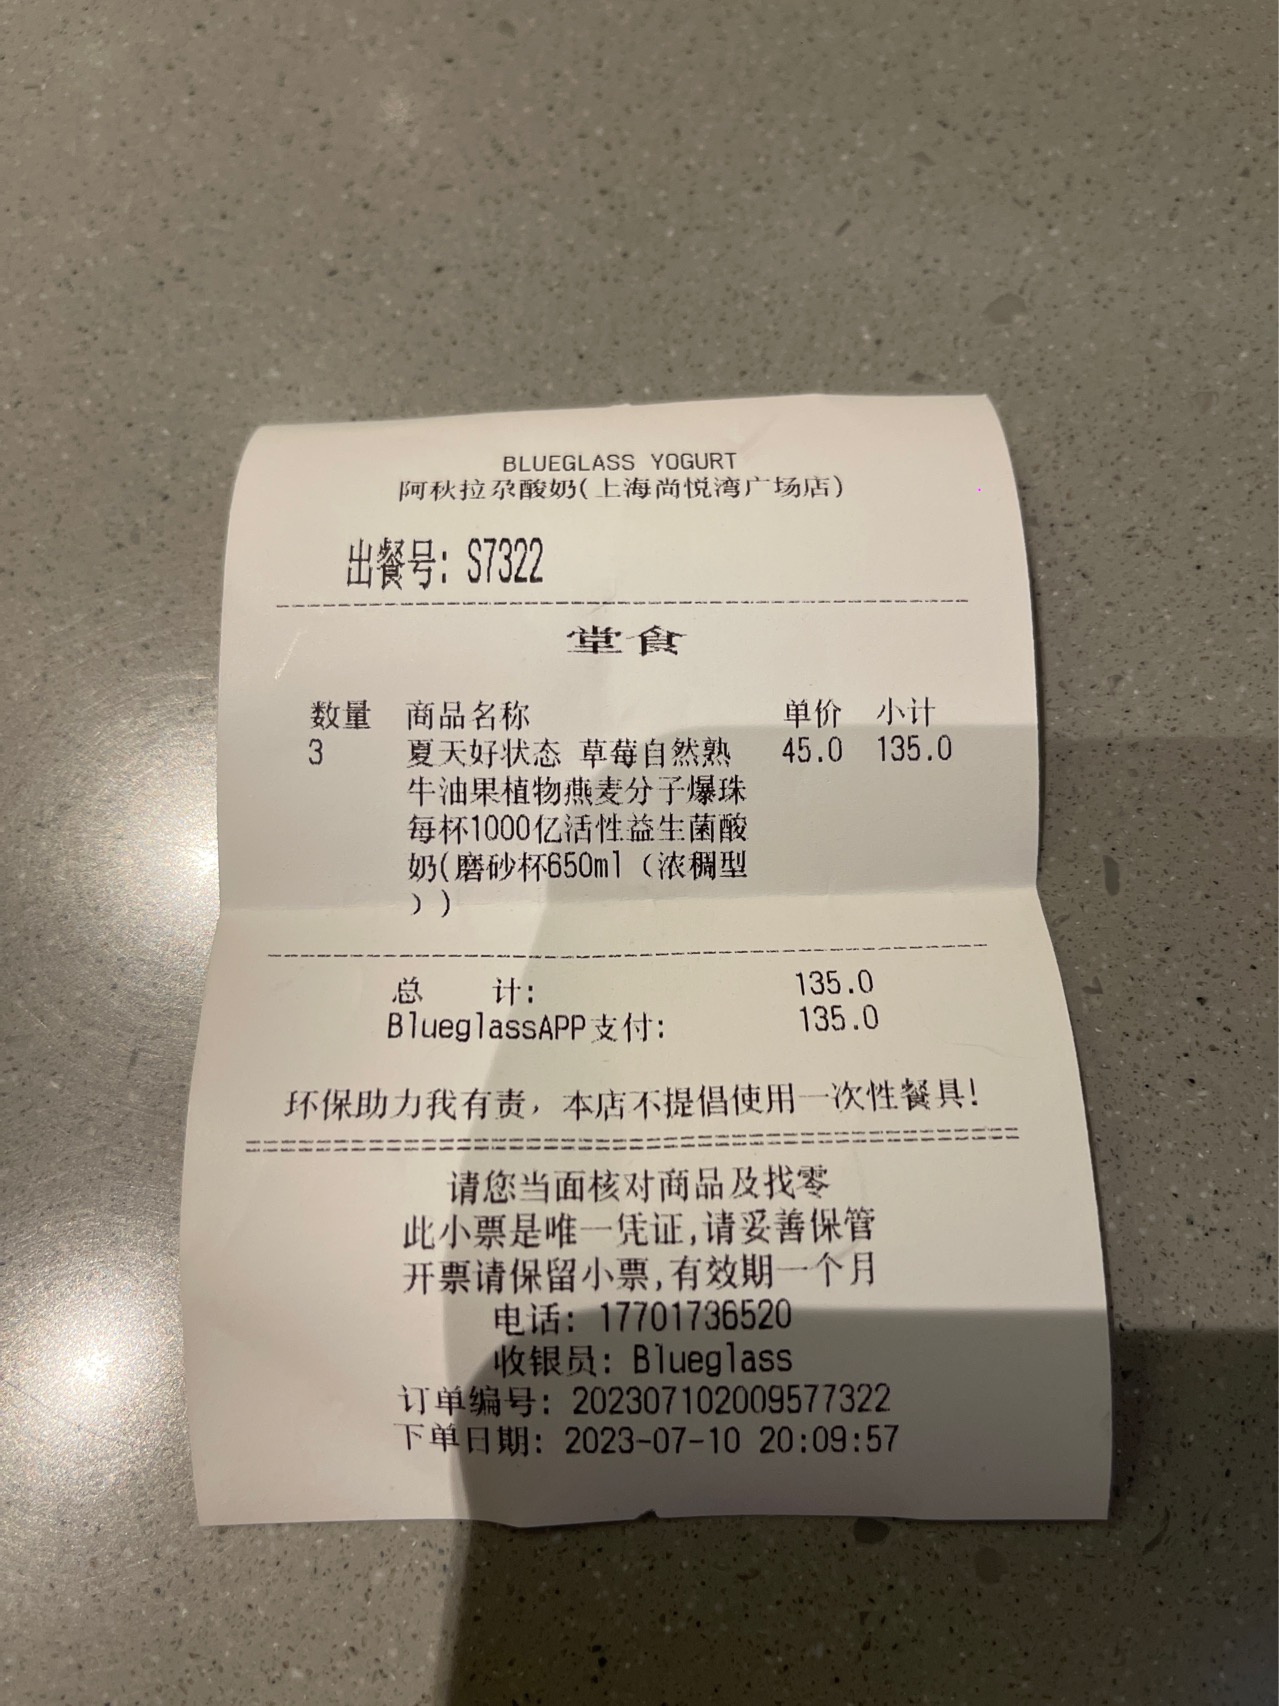 BLUEGLASS YOGURT
阿秋拉尕酸奶(上海尚悦湾广场店)
出餐号: S7322
堂食
数量 商品名称 单价 小计
3 夏天好状态 草莓自然熟 45.0 135.0
牛油果植物燕麦分子爆珠
每杯1000亿活性益生菌酸
奶(磨砂杯650ml（浓稠型
）)
总 计: 135.0
BlueglassAPP支付: 135.0
环保助力我有责，本店不提倡使用一次性餐具!
请您当面核对商品及找零
此小票是唯一凭证,请妥善保管
开票请保留小票,有效期一个月
电话: 17701736520
收银员: Blueglass
订单编号: 202307102009577322
下单日期: 2023-07-10 20:09:57